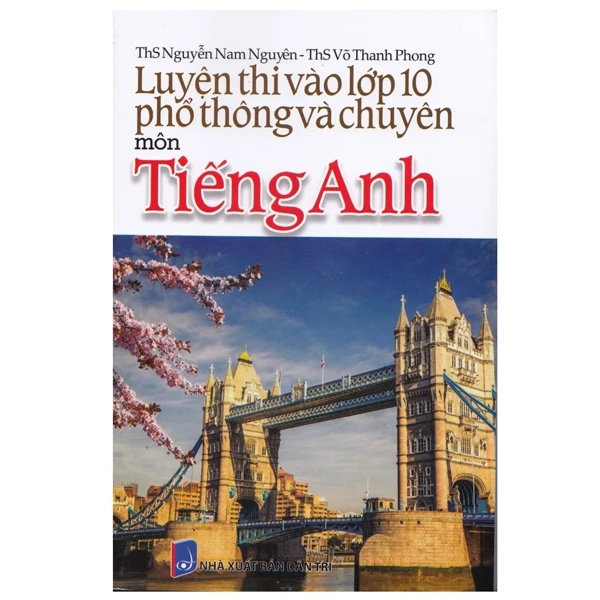 ThS Nguyễn Nam Nguyên - ThS Võ Thanh Phong
Luyện thi vào lớp 10
phổ thông và chuyên
môn
Tiếng Anh
NHÀ XUẤT BẢN DÂN TRÍ